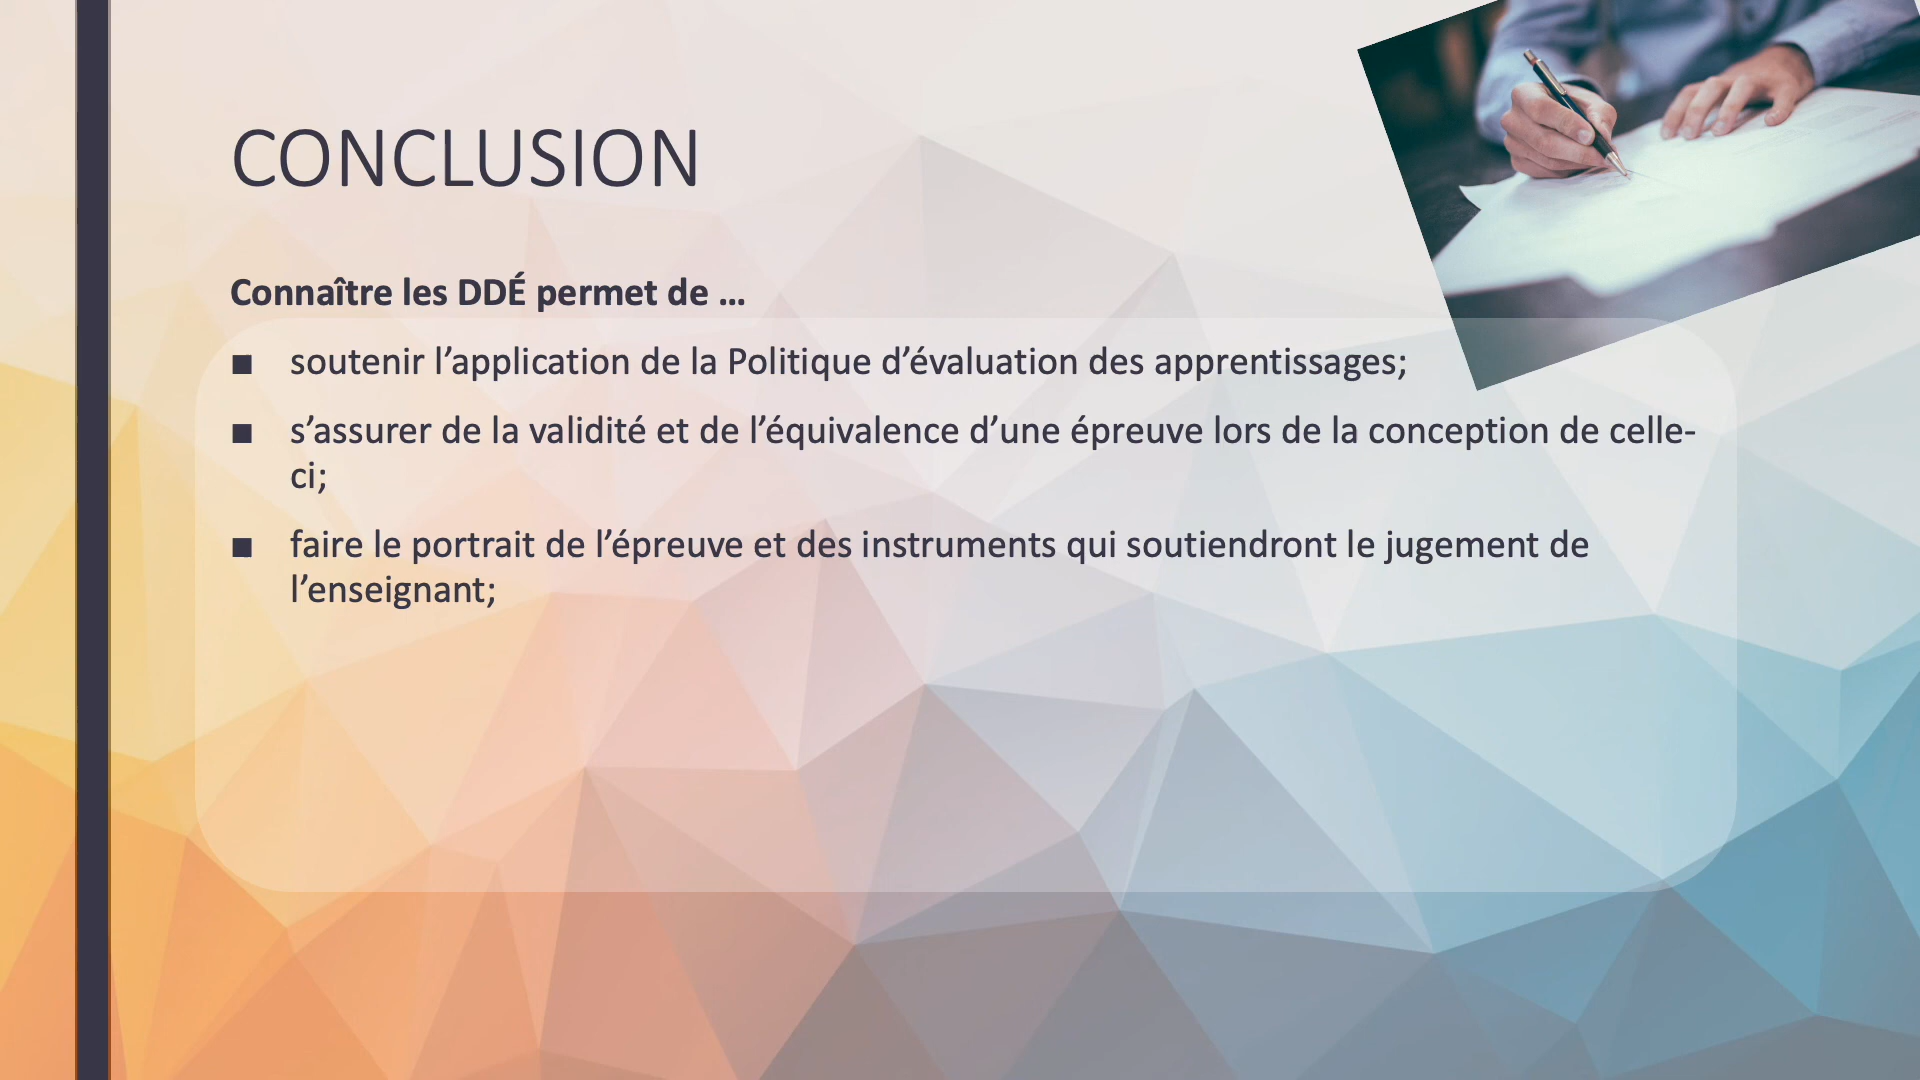 CONCLUSION
Connaître les DDÉ permet de ...
■ soutenir l’application de la Politique d’évaluation des apprentissages;
■ s’assurer de la validité et de l’équivalence d’une épreuve lors de la conception de celle-
ci;
■ faire le portrait de l’épreuve et des instruments qui soutiendront le jugement de
l’enseignant;